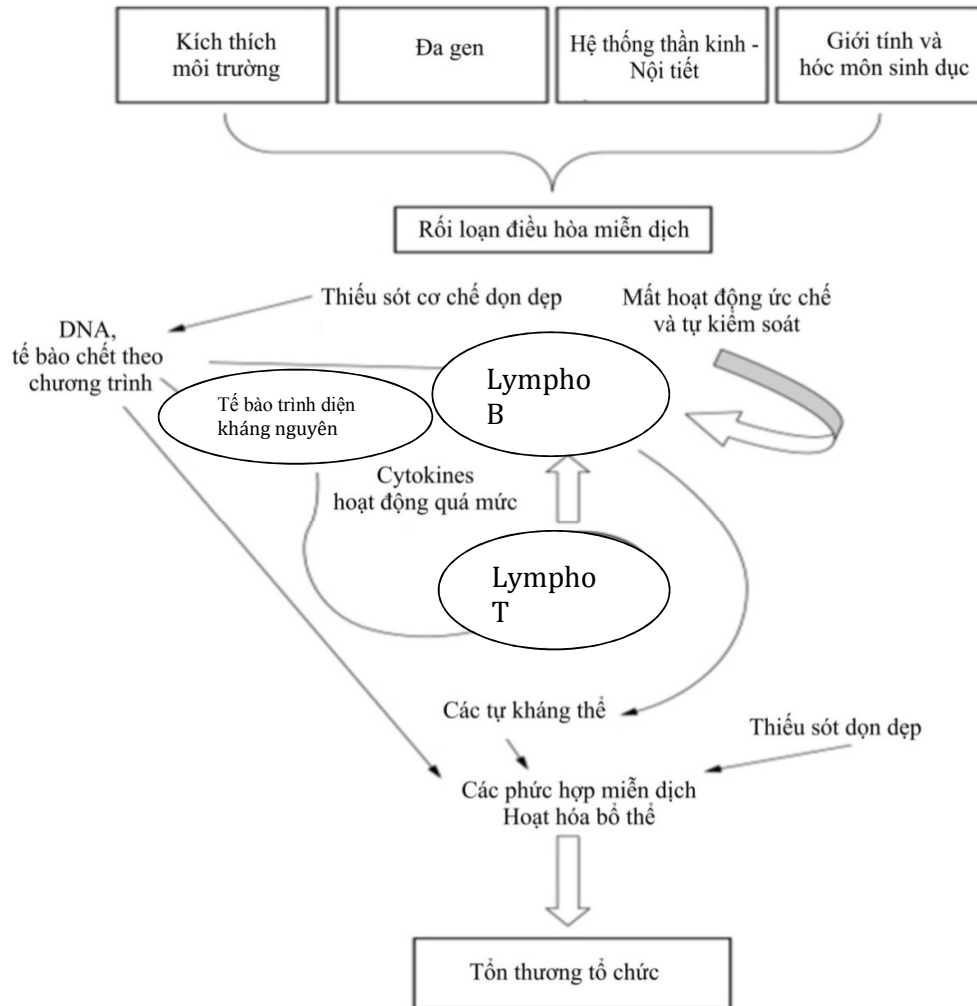 Kích thích
môi trường
Đa gen
Hệ thống thần kinh -
Nội tiết
Giới tính và
hóc môn sinh dục
Rối loạn điều hòa miễn dịch
Thiếu sót cơ chế dọn dẹp
Mất hoạt động ức chế
và tự kiểm soát
DNA,
tế bào chết theo
chương trình
Lympho
B
Tế bào trình diện
kháng nguyên
Cytokines
hoạt động quá mức
Lympho
T
Các tự kháng thể
Thiếu sót dọn dẹp
Các phức hợp miễn dịch
Hoạt hóa bổ thể
Tổn thương tổ chức